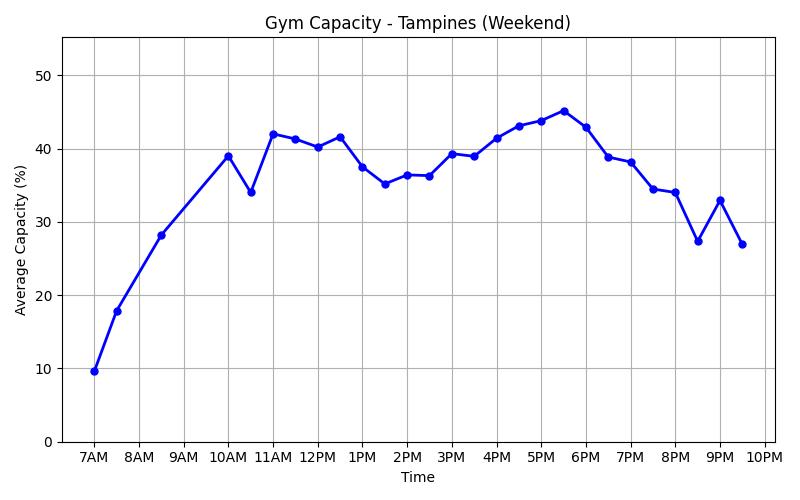 Gym Capacity - Tampines (Weekend)
Average Capacity (%)
50
40
30
20
10
0
7AM 8AM 9AM 10AM 11AM 12PM 1PM 2PM 3PM 4PM 5PM 6PM 7PM 8PM 9PM 10PM
Time